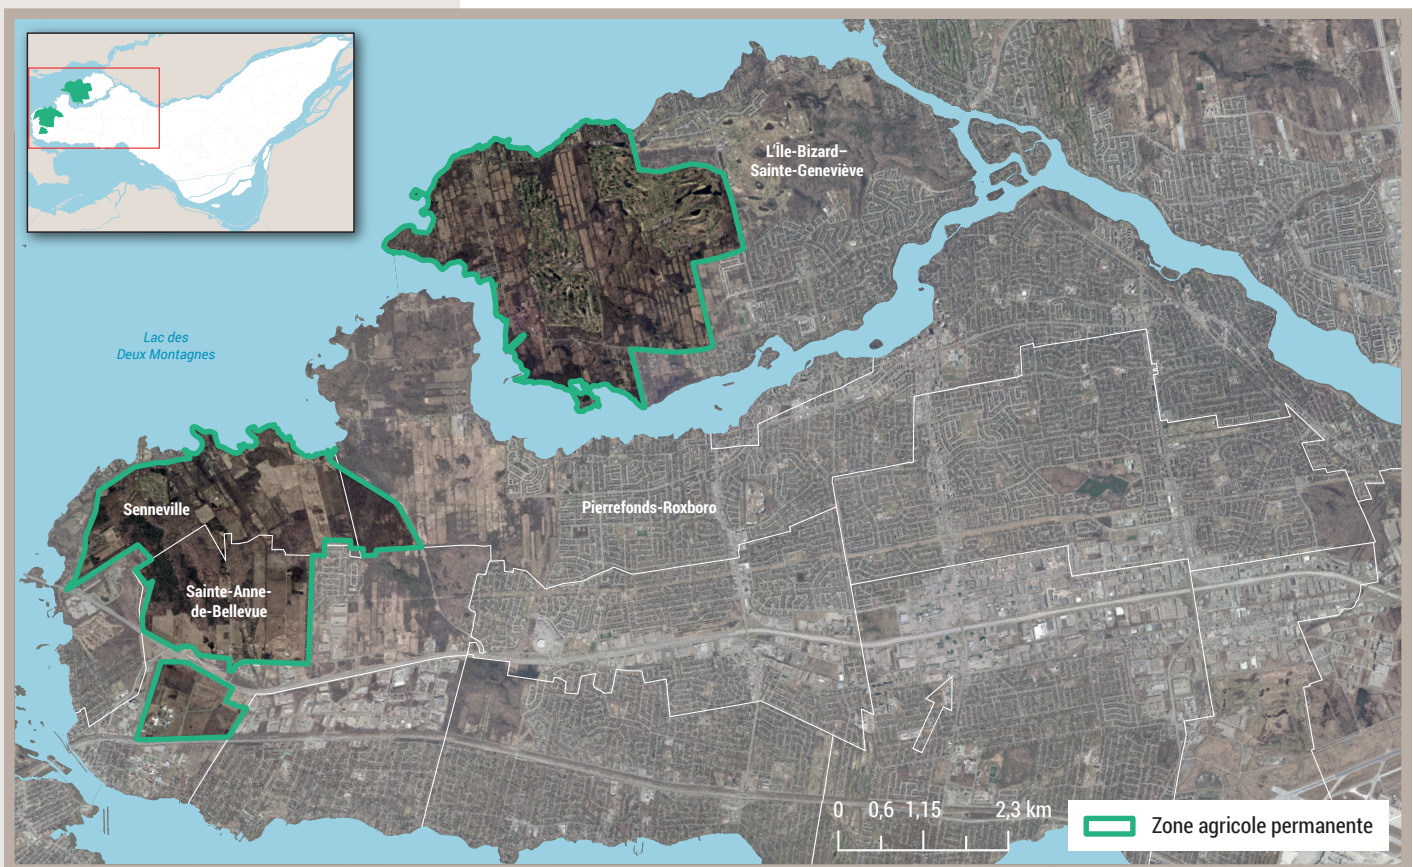 L'Île-Bizard–
Sainte-Geneviève
Lac des
Deux Montagnes
Senneville
Pierrefonds-Roxboro
Sainte-Anne-
de-Bellevue
0 0,6 1,15 2,3 km
Zone agricole permanente